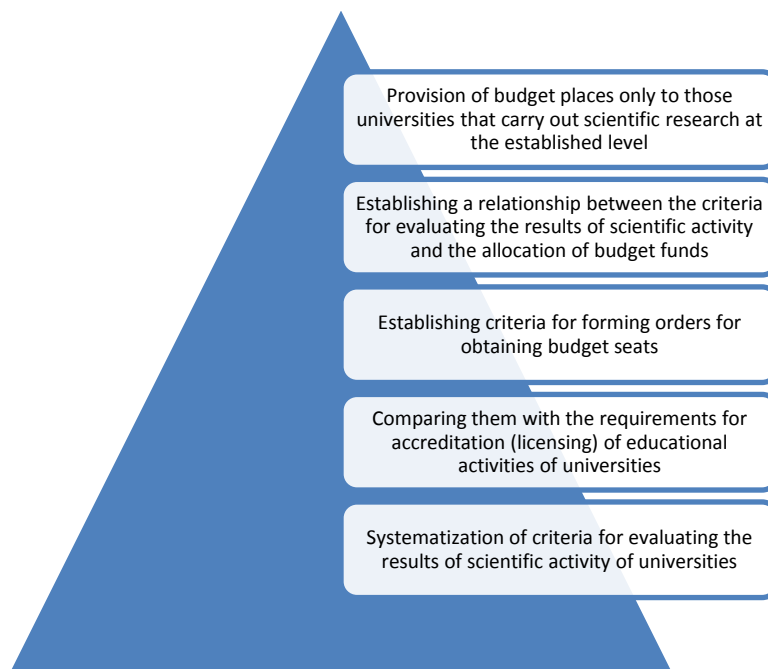 Provision of budget places only to those
universities that carry out scientific research at
the established level
Establishing a relationship between the criteria
for evaluating the results of scientific activity
and the allocation of budget funds
Establishing criteria for forming orders for
obtaining budget seats
Comparing them with the requirements for
accreditation (licensing) of educational
activities of universities
Systematization of criteria for evaluating the
results of scientific activity of universities